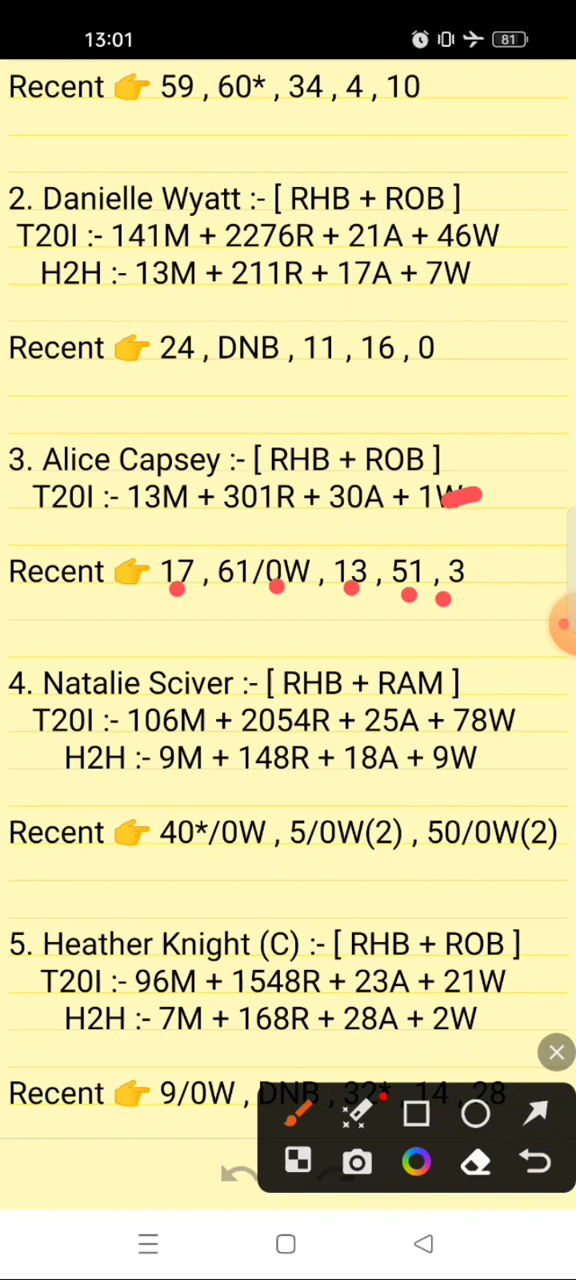 13:01
81
Recent 👉 59 , 60* , 34 , 4 , 10
2. Danielle Wyatt :- [ RHB + ROB ]
T20I :- 141M + 2276R + 21A + 46W
H2H :- 13M + 211R + 17A + 7W
Recent 👉 24 , DNB , 11 , 16 , 0
3. Alice Capsey :- [ RHB + ROB ]
T20I :- 13M + 301R + 30A + 1W
Recent 👉 17 , 61/0W , 13 , 51 , 3
4. Natalie Sciver :- [ RHB + RAM ]
T20I :- 106M + 2054R + 25A + 78W
H2H :- 9M + 148R + 18A + 9W
Recent 👉 40*/0W , 5/0W(2) , 50/0W(2)
5. Heather Knight (C) :- [ RHB + ROB ]
T20I :- 96M + 1548R + 23A + 21W
H2H :- 7M + 168R + 28A + 2W
Recent 👉 9/0W , DNB , 32* , 14 , 28